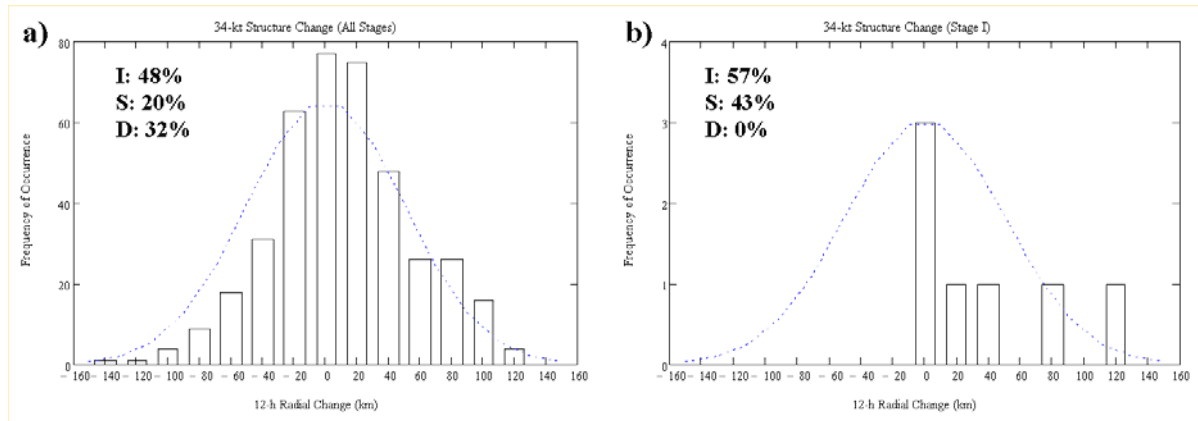 a)
34-kt Structure Change (All Stages)
I: 48%
S: 20%
D: 32%
Frequency of Occurrence
80
60
40
20
0
-160 -140 -120 -100 -80 -60 -40 -20 0 20 40 60 80 100 120 140 160
12-h Radial Change (km)
b)
34-kt Structure Change (Stage I)
I: 57%
S: 43%
D: 0%
Frequency of Occurrence
4
3
2
1
0
-160 -140 -120 -100 -80 -60 -40 -20 0 20 40 60 80 100 120 140 160
12-h Radial Change (km)